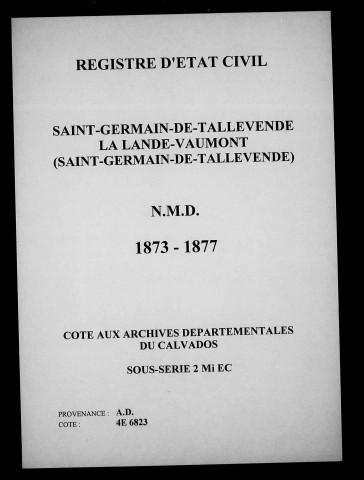 REGISTRE D'ETAT CIVIL
SAINT-GERMAIN-DE-TALLEVENDE
LA LANDE-VAUMONT
(SAINT-GERMAIN-DE-TALLEVENDE)
N.M.D.
1873 - 1877
COTE AUX ARCHIVES DEPARTEMENTALES
DU CALVADOS
SOUS-SERIE 2 Mi EC
PROVENANCE : A.D.
COTE : 4E 6823